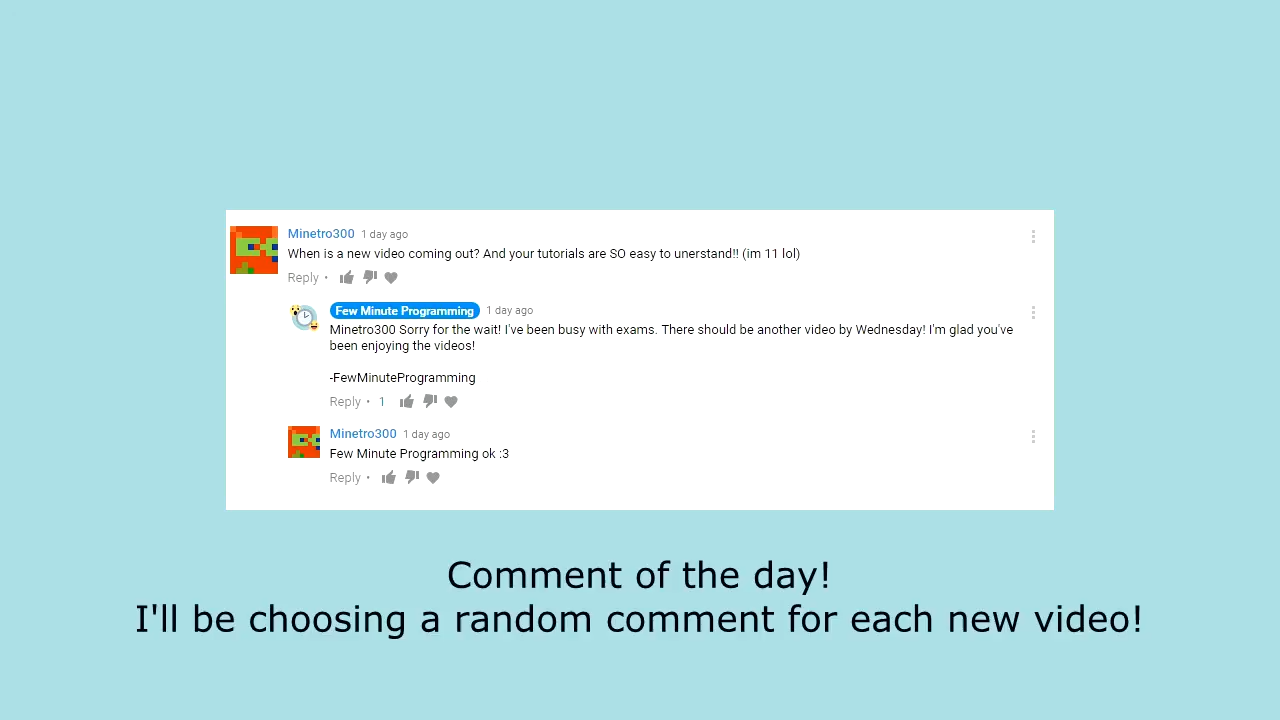 Minetro300 1 day ago
When is a new video coming out? And your tutorials are SO easy to unerstand!! (im 11 lol)
Reply •
Few Minute Programming 1 day ago
Minetro300 Sorry for the wait! I've been busy with exams. There should be another video by Wednesday! I'm glad you've
been enjoying the videos!
-FewMinuteProgramming
Reply • 1
Minetro300 1 day ago
Few Minute Programming ok :3
Reply •
Comment of the day!
I'll be choosing a random comment for each new video!